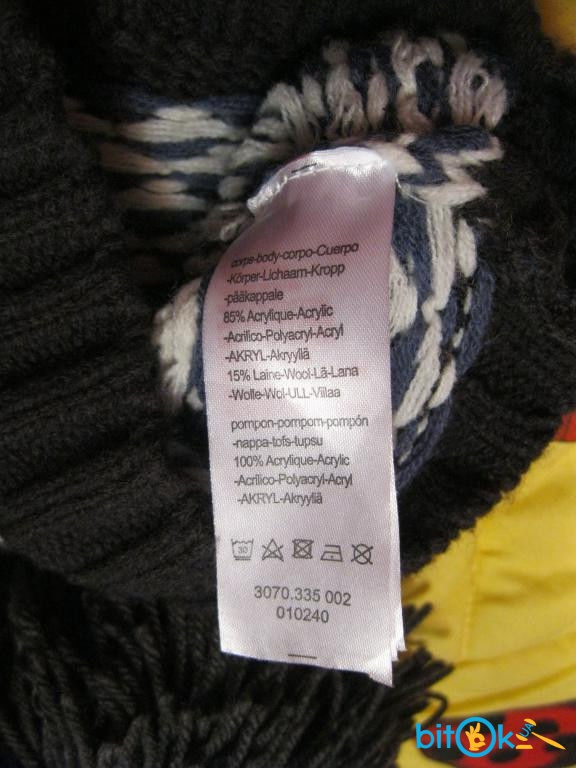 corps-body-corpo-Cuerpo
-Körper-Lichaam-Kropp
-pääkappale
85% Acrylique-Acrylic
-Acrilico-Polyacryl-Acryl
-AKRYL-Akryyliä
15% Laine-Wool-Lã-Lana
-Wolle-Wol-ULL-Villaa
pompon-pompom-pompón
-nappa-tofs-tupsu
100% Acrylique-Acrylic
-Acrilico-Polyacryl-Acryl
-AKRYL-Akryyliä
30
3070.335 002
010240
bitOk
UA